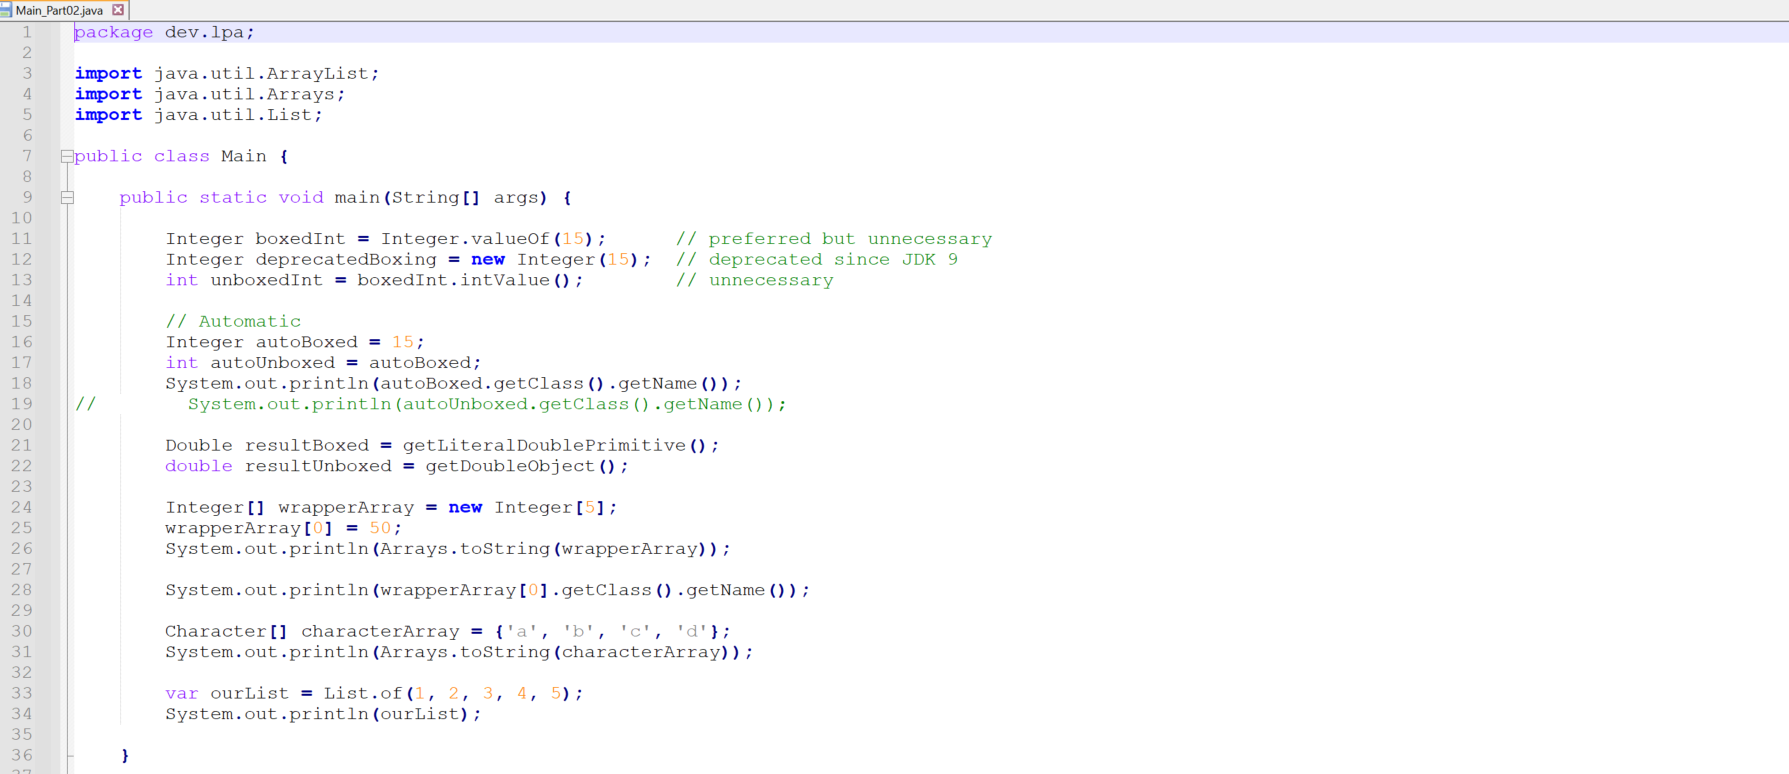 Main_Part02.java
1 package dev.lpa;
2
3 import java.util.ArrayList;
4 import java.util.Arrays;
5 import java.util.List;
6
7 public class Main {
8
9     public static void main(String[] args) {
10
11         Integer boxedInt = Integer.valueOf(15);      // preferred but unnecessary
12         Integer deprecatedBoxing = new Integer(15);  // deprecated since JDK 9
13         int unboxedInt = boxedInt.intValue();        // unnecessary
14
15         // Automatic
16         Integer autoBoxed = 15;
17         int autoUnboxed = autoBoxed;
18         System.out.println(autoBoxed.getClass().getName());
19 //        System.out.println(autoUnboxed.getClass().getName());
20
21         Double resultBoxed = getLiteralDoublePrimitive();
22         double resultUnboxed = getDoubleObject();
23
24         Integer[] wrapperArray = new Integer[5];
25         wrapperArray[0] = 50;
26         System.out.println(Arrays.toString(wrapperArray));
27
28         System.out.println(wrapperArray[0].getClass().getName());
29
30         Character[] characterArray = {'a', 'b', 'c', 'd'};
31         System.out.println(Arrays.toString(characterArray));
32
33         var ourList = List.of(1, 2, 3, 4, 5);
34         System.out.println(ourList);
35
36     }